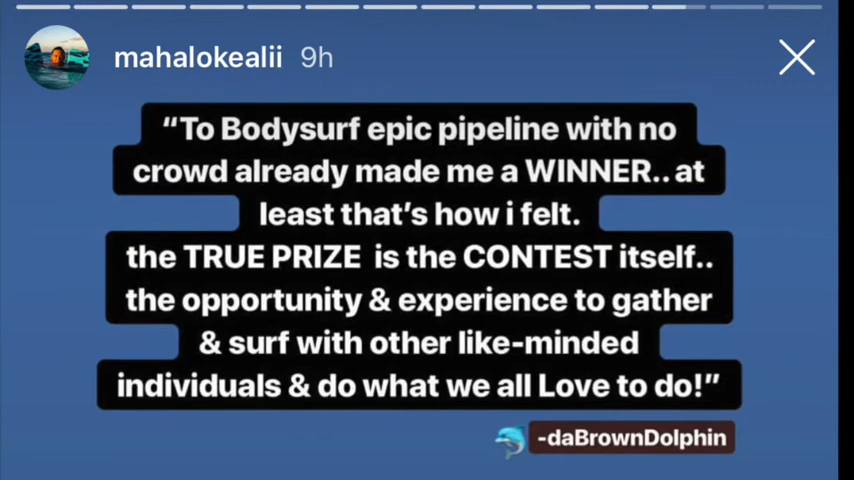 mahalokealii 9h
“To Bodysurf epic pipeline with no
crowd already made me a WINNER.. at
least that’s how i felt.
the TRUE PRIZE is the CONTEST itself..
the opportunity & experience to gather
& surf with other like-minded
individuals & do what we all Love to do!”
-daBrownDolphin